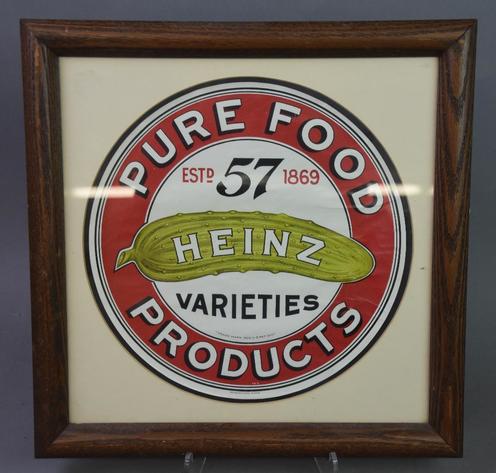 PURE FOOD
57
ESTD 1869
HEINZ
VARIETIES
PRODUCTS